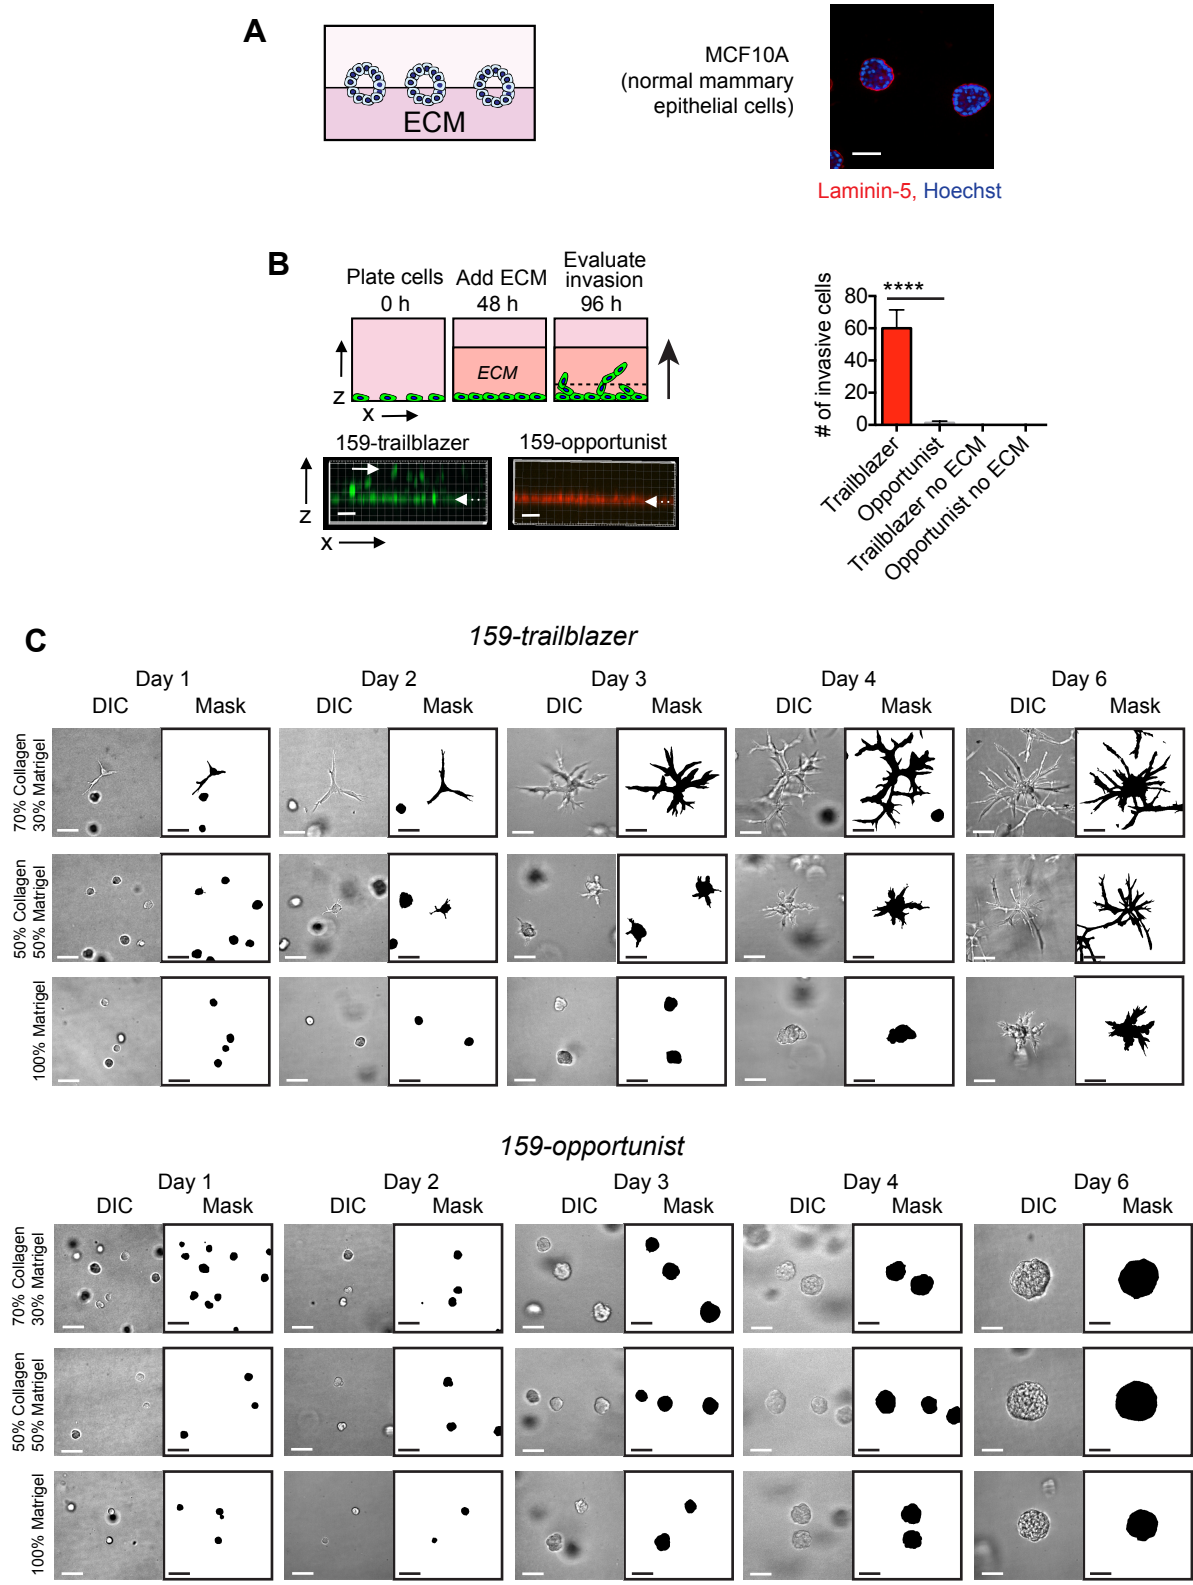 A
ECM
MCF10A
(normal mammary
epithelial cells)
Laminin-5, Hoechst
B
Plate cells
0 h
Add ECM
48 h
Evaluate
invasion
96 h
ECM
z
x
159-trailblazer
159-opportunist
z
x
# of invasive cells
80
60
40
20
0
****
Trailblazer
Opportunist
Trailblazer no ECM
Opportunist no ECM
C
159-trailblazer
Day 1
Day 2
Day 3
Day 4
Day 6
DIC Mask
DIC Mask
DIC Mask
DIC Mask
DIC Mask
70% Collagen
30% Matrigel
50% Collagen
50% Matrigel
100% Matrigel
159-opportunist
Day 1
Day 2
Day 3
Day 4
Day 6
DIC Mask
DIC Mask
DIC Mask
DIC Mask
DIC Mask
70% Collagen
30% Matrigel
50% Collagen
50% Matrigel
100% Matrigel